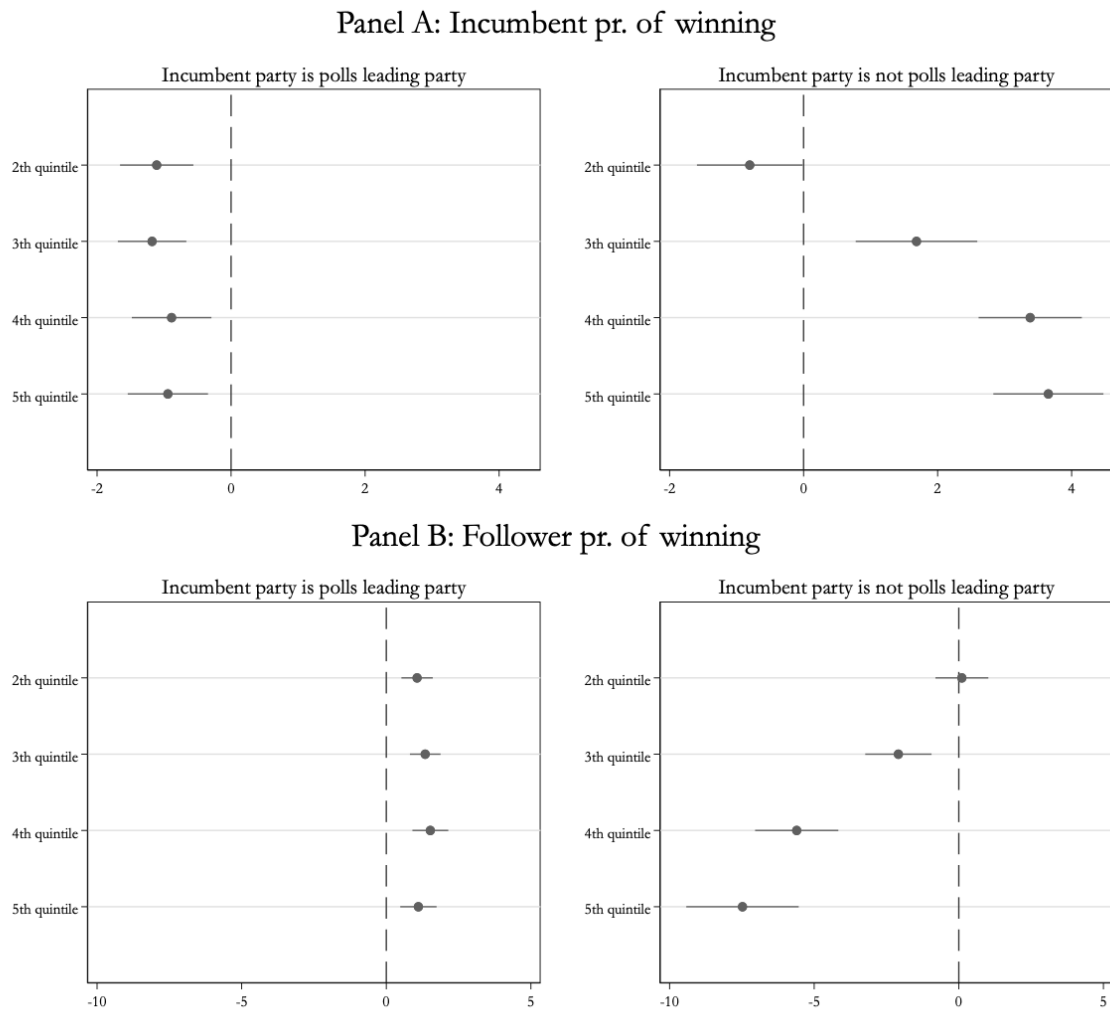 Panel A: Incumbent pr. of winning
Incumbent party is polls leading party
2th quintile
3th quintile
4th quintile
5th quintile
-2 0 2 4
Incumbent party is not polls leading party
2th quintile
3th quintile
4th quintile
5th quintile
-2 0 2 4
Panel B: Follower pr. of winning
Incumbent party is polls leading party
2th quintile
3th quintile
4th quintile
5th quintile
-10 -5 0 5
Incumbent party is not polls leading party
2th quintile
3th quintile
4th quintile
5th quintile
-10 -5 0 5